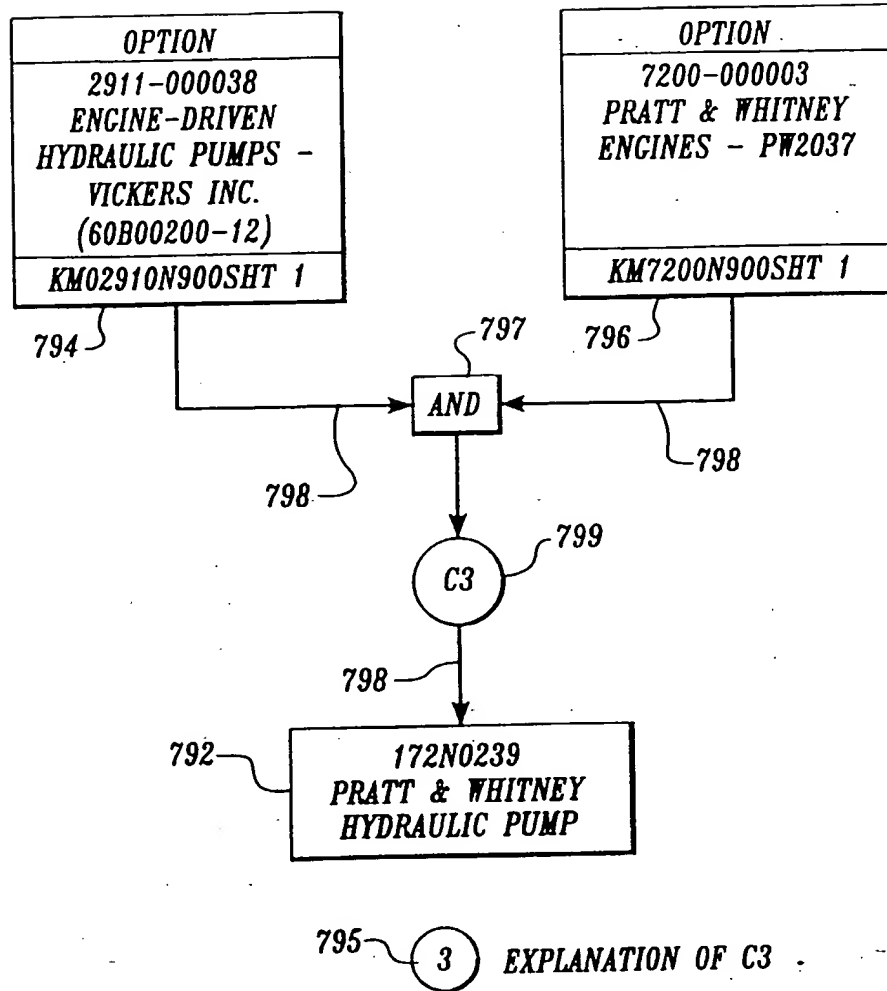 OPTION
2911-000038
ENGINE-DRIVEN
HYDRAULIC PUMPS -
VICKERS INC.
(60B00200-12)
KM02910N900SHT 1
794
OPTION
7200-000003
PRATT & WHITNEY
ENGINES - PW2037
KM7200N900SHT 1
796
797
AND
798
798
799
C3
798
792
172N0239
PRATT & WHITNEY
HYDRAULIC PUMP
795
3 EXPLANATION OF C3